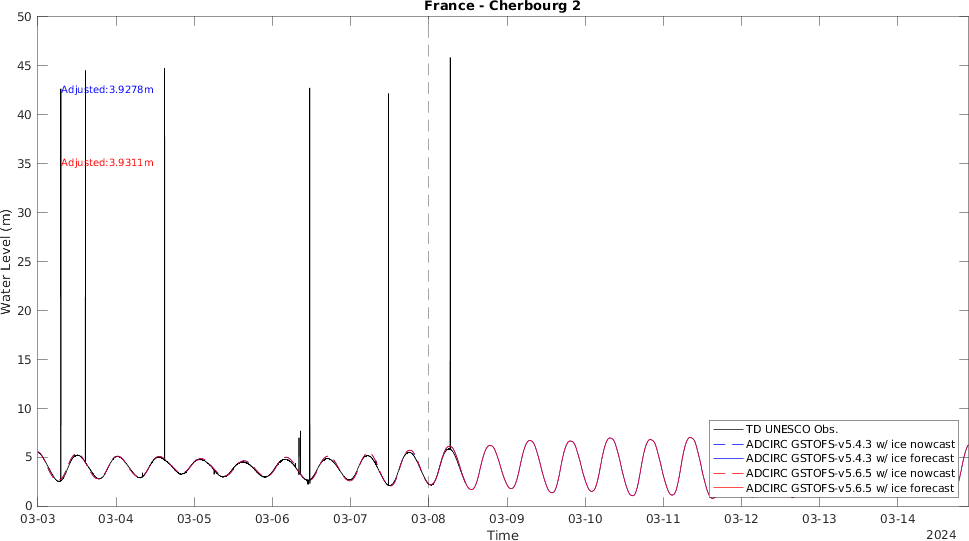 France - Cherbourg 2
50
45
40
35
30
25
20
15
10
5
0
Water Level (m)
Adjusted:3.9278m
Adjusted:3.9311m
TD UNESCO Obs.
ADCIRC GSTOFS-v5.4.3 w/ ice nowcast
ADCIRC GSTOFS-v5.4.3 w/ ice forecast
ADCIRC GSTOFS-v5.6.5 w/ ice nowcast
ADCIRC GSTOFS-v5.6.5 w/ ice forecast
03-03 03-04 03-05 03-06 03-07 03-08 03-09 03-10 03-11 03-12 03-13 03-14
Time
2024